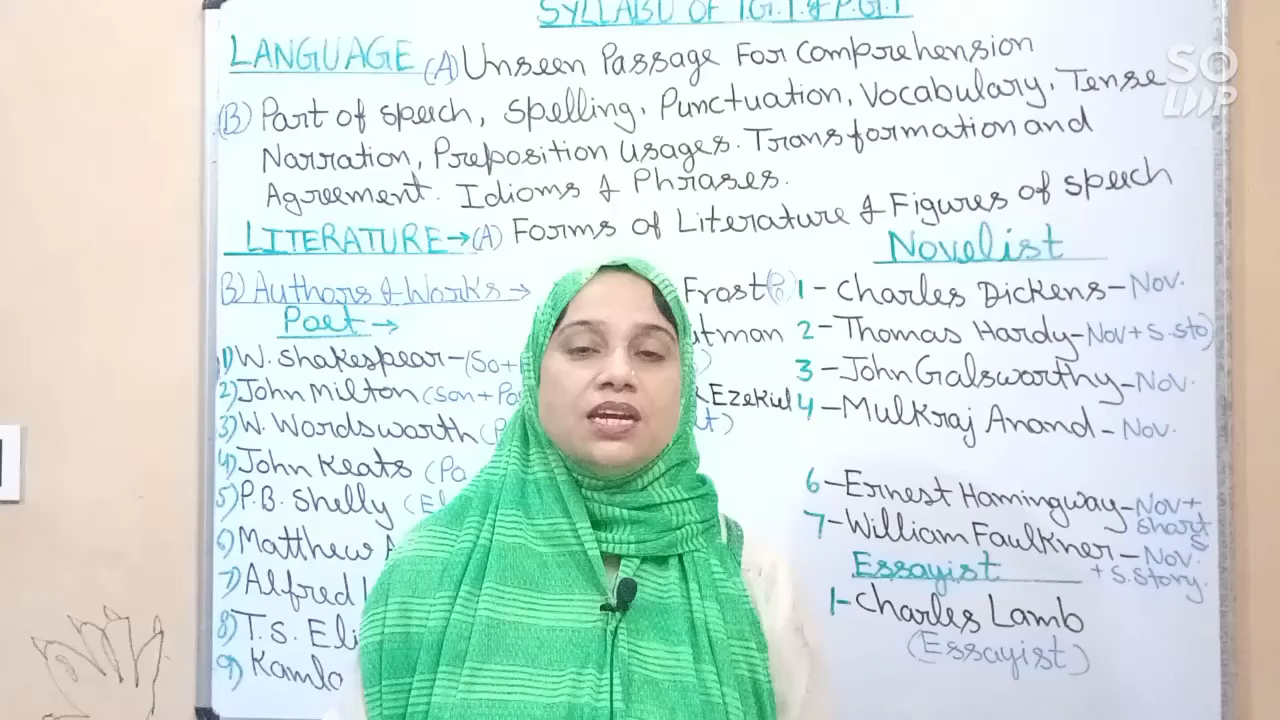 SYLLABU OF T.G.T & P.G.T
LANGUAGE (A) Unseen Passage For Comprehension
(B) Part of speech, spelling, Punctuation, Vocabulary, Tense
Narration, Preposition Usages. Transformation and
Agreement. Idioms & Phrases.
LITERATURE → (A) Forms of Literature & Figures of speech
B) Authors & Works →
Poet →
1) W. Shakespear - (So+
2) John Milton (son+Po
3) W. Wordsworth (P
4) John Keats (Po
5) P.B. Shelly (El
6) Matthew A
7) Alfred
8) T.S. Eli
9) Kamla
Frost
Ezekiel
Novelist
1 - Charles Dickens - Nov.
2 - Thomas Hardy - Nov + S. Sto)
3 - John Galsworthy - Nov.
4 - Mulkraj Anand - Nov.
6 - Ernest Hamingway - Nov +
short
S
7 - William Faulkner - Nov.
+ S. Story.
Essayist
1 - Charles Lamb
(Essayist)
SO
LP